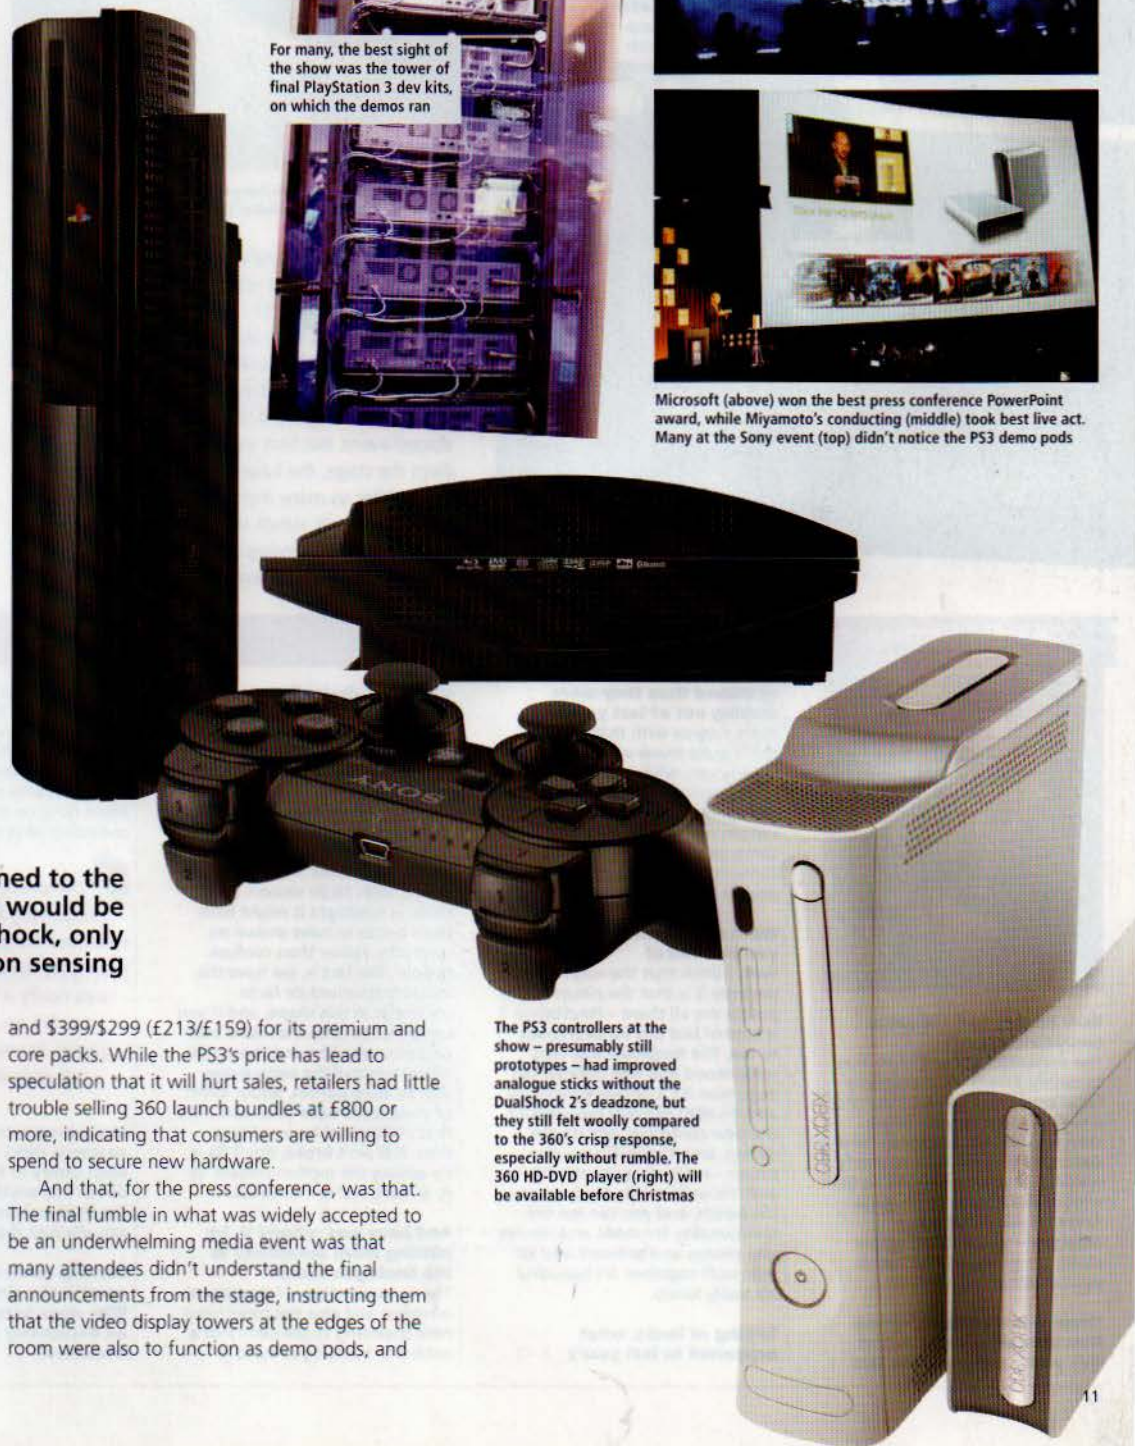 For many, the best sight of
the show was the tower of
final PlayStation 3 dev kits,
on which the demos ran
Microsoft (above) won the best press conference PowerPoint
award, while Miyamoto's conducting (middle) took best live act.
Many at the Sony event (top) didn't notice the PS3 demo pods
SONY
1
2
1
2
XBOX 360
XBOX 360
ned to the
would be
hock, only
on sensing
and $399/$299 (£213/£159) for its premium and
core packs. While the PS3's price has lead to
speculation that it will hurt sales, retailers had little
trouble selling 360 launch bundles at £800 or
more, indicating that consumers are willing to
spend to secure new hardware.
And that, for the press conference, was that.
The final fumble in what was widely accepted to
be an underwhelming media event was that
many attendees didn't understand the final
announcements from the stage, instructing them
that the video display towers at the edges of the
room were also to function as demo pods, and
The PS3 controllers at the
show – presumably still
prototypes – had improved
analogue sticks without the
DualShock 2's deadzone, but
they still felt woolly compared
to the 360's crisp response,
especially without rumble. The
360 HD-DVD player (right) will
be available before Christmas
11